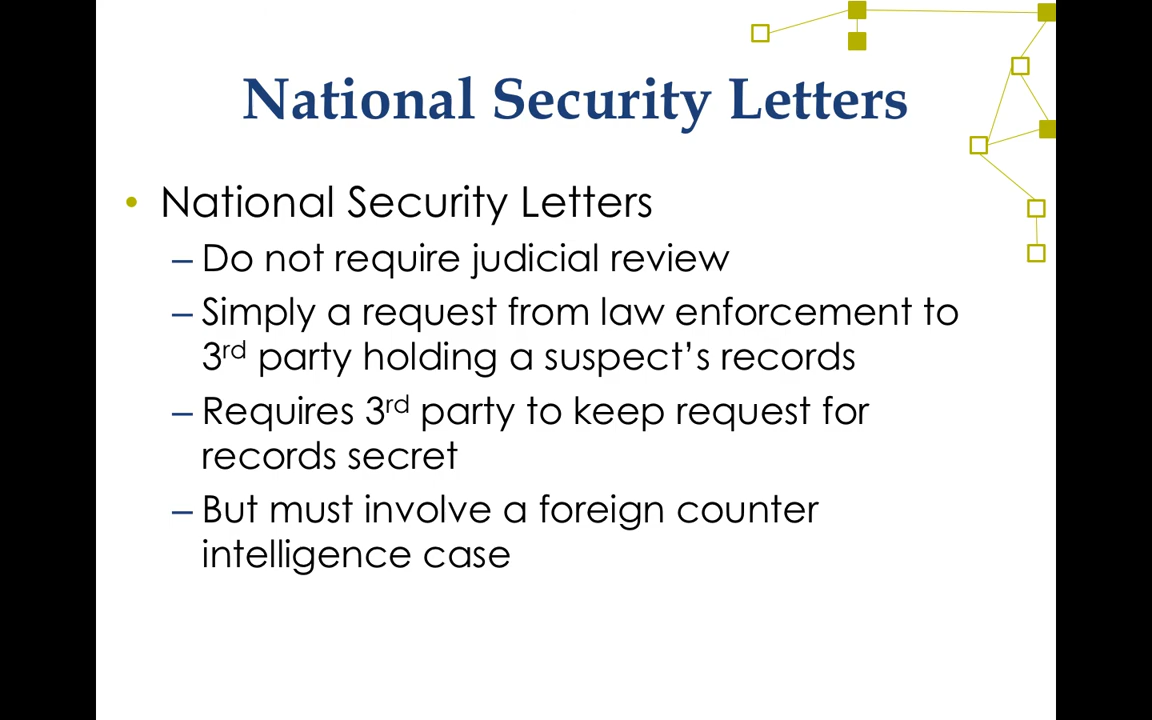 National Security Letters
• National Security Letters
– Do not require judicial review
– Simply a request from law enforcement to
3rd party holding a suspect’s records
– Requires 3rd party to keep request for
records secret
– But must involve a foreign counter
intelligence case